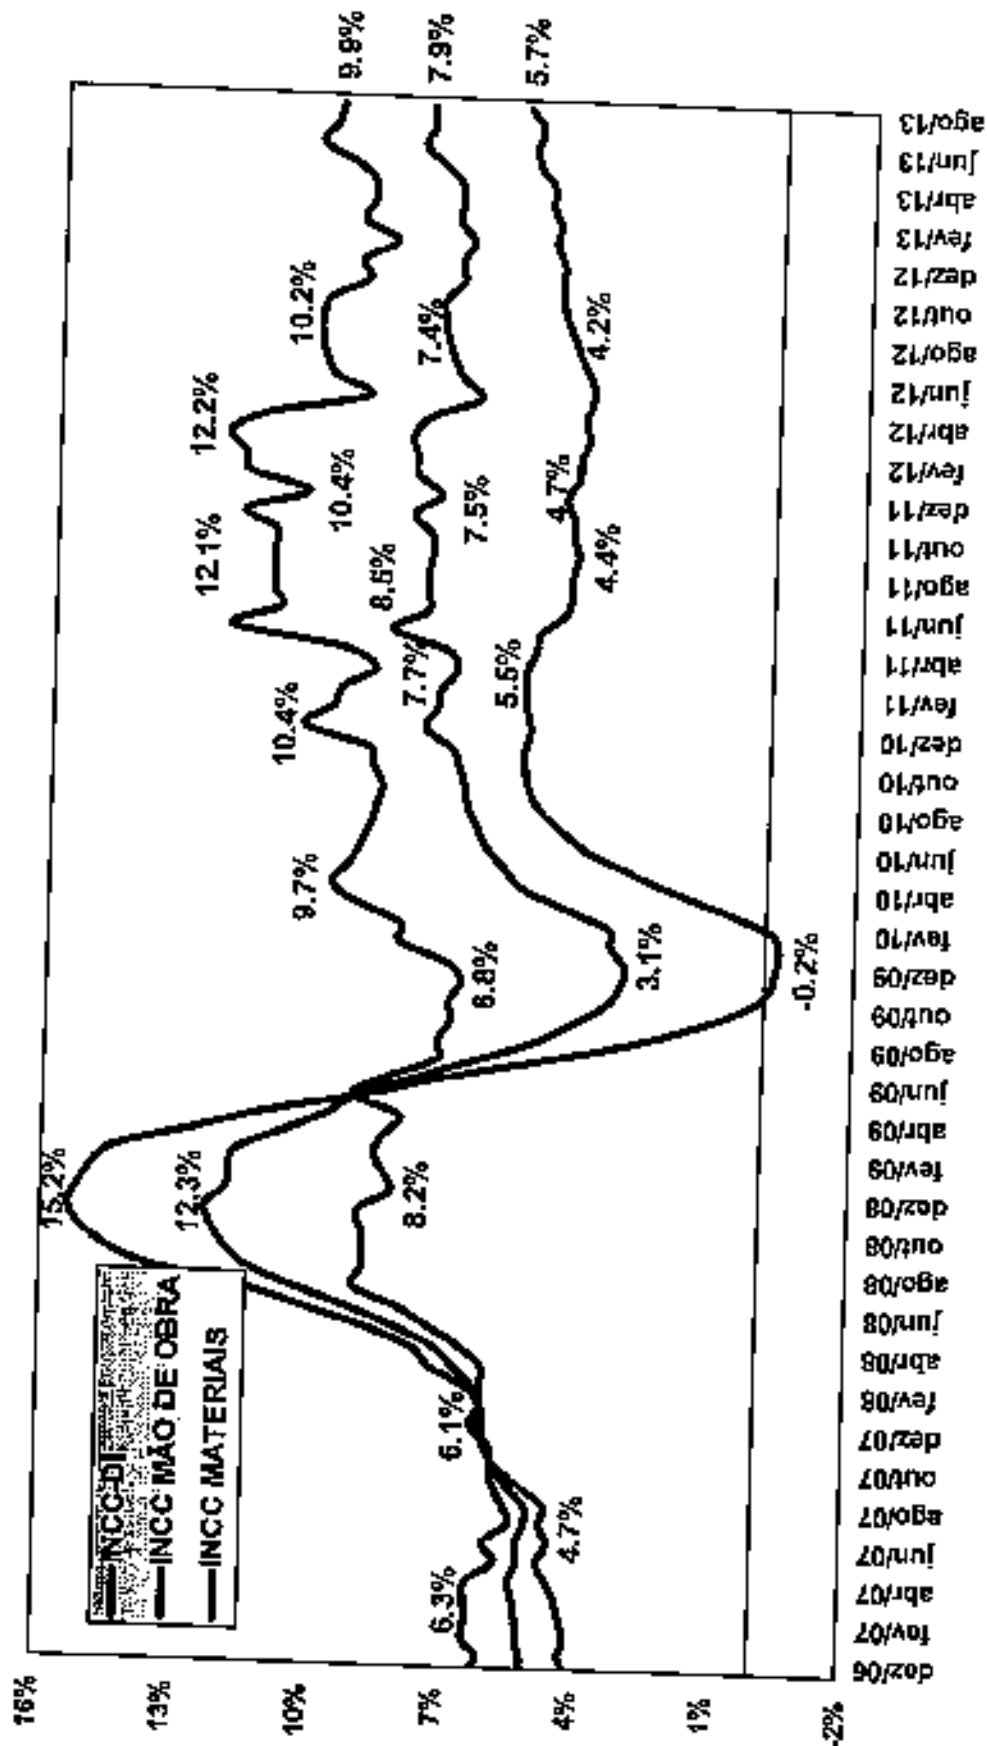 INCC-DI
INCC MÃO DE OBRA
INCC MATERIAIS
16%
13%
10%
7%
4%
1%
-2%
6.3%
4.7%
6.1%
15.2%
12.3%
8.2%
6.8%
3.1%
-0.2%
9.7%
10.4%
7.7%
5.6%
8.6%
12.1%
4.4%
10.4%
7.5%
4.7%
12.2%
10.2%
7.4%
4.2%
9.9%
7.9%
5.7%
dez/06
fev/07
abr/07
jun/07
ago/07
out/07
dez/07
fev/08
abr/08
jun/08
ago/08
out/08
dez/08
fev/09
abr/09
jun/09
ago/09
out/09
dez/09
fev/10
abr/10
jun/10
ago/10
out/10
dez/10
fev/11
abr/11
jun/11
ago/11
out/11
dez/11
fev/12
abr/12
jun/12
ago/12
out/12
dez/12
fev/13
abr/13
jun/13
ago/13